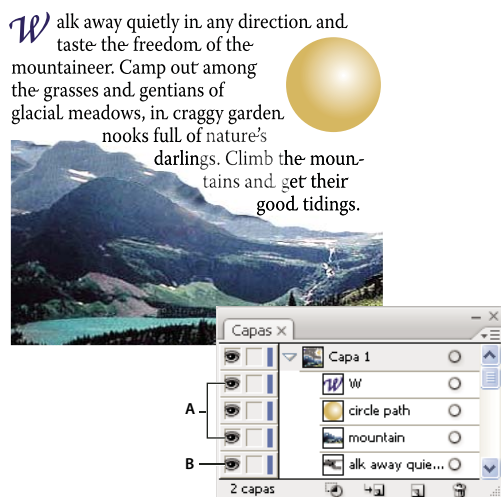 Walk away quietly in any direction and
taste the freedom of the
mountaineer. Camp out among
the grasses and gentians of
glacial meadows, in craggy garden
nooks full of nature's
darlings. Climb the moun-
tains and get their
good tidings.
Capas ×
Capa 1
W
A
circle path
mountain
B
alk away quie...
2 capas